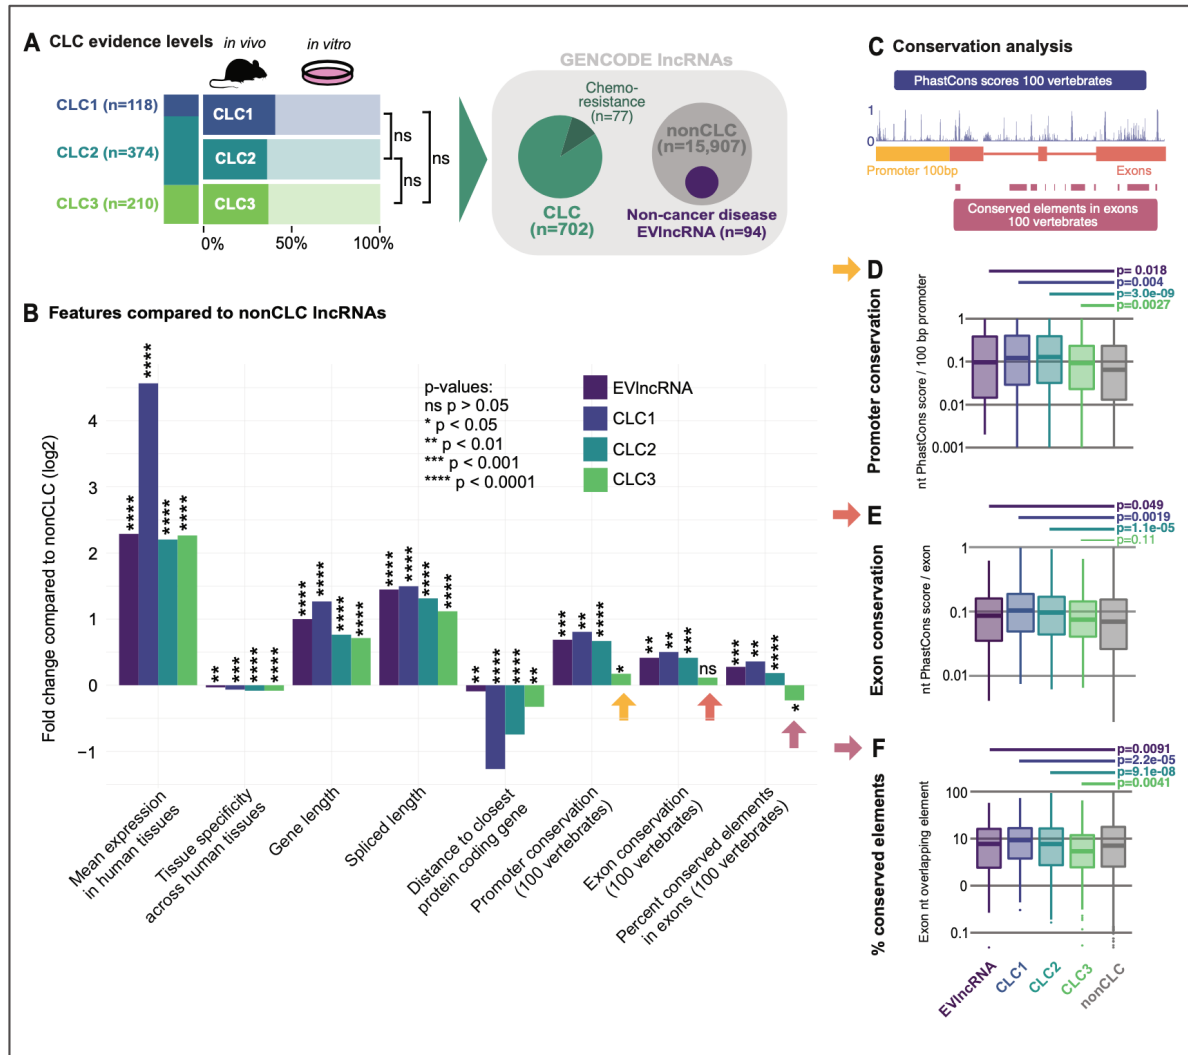 A CLC evidence levels
in vivo
in vitro
CLC1 (n=118)
CLC2 (n=374)
CLC3 (n=210)
CLC1
CLC2
CLC3
ns
ns
ns
0%
50%
100%
GENCODE lncRNAs
Chemo-
resistance
(n=77)
CLC
(n=702)
nonCLC
(n=15,907)
Non-cancer disease
EVlncRNA (n=94)
B Features compared to nonCLC lncRNAs
Fold change compared to nonCLC (log2)
4
3
2
1
0
−1
p-values:
ns p > 0.05
* p < 0.05
** p < 0.01
*** p < 0.001
**** p < 0.0001
EVlncRNA
CLC1
CLC2
CLC3
****
****
****
****
**
***
****
****
****
****
****
****
****
****
****
****
**
****
****
**
***
**
****
*
**
**
***
ns
***
**
****
*
Mean expression
in human tissues
Tissue specificity
across human tissues
Gene length
Spliced length
Distance to closest
protein coding gene
Promoter conservation
(100 vertebrates)
Exon conservation
(100 vertebrates)
Percent conserved elements
in exons (100 vertebrates)
C Conservation analysis
PhastCons scores 100 vertebrates
1
0
Promoter 100bp
Exons
Conserved elements in exons
100 vertebrates
D
Promoter conservation
nt PhastCons score / 100 bp promoter
p= 0.018
p=0.004
p=3.0e-09
p=0.0027
1
0.1
0.01
0.001
E
Exon conservation
nt PhastCons score / exon
p=0.049
p=0.0019
p=1.1e-05
p=0.11
1
0.1
0.01
F
% conserved elements
Exon nt overlapping element
p=0.0091
p=2.2e-05
p=9.1e-08
p=0.0041
100
10
0
0.1
EVlncRNA
CLC1
CLC2
CLC3
nonCLC